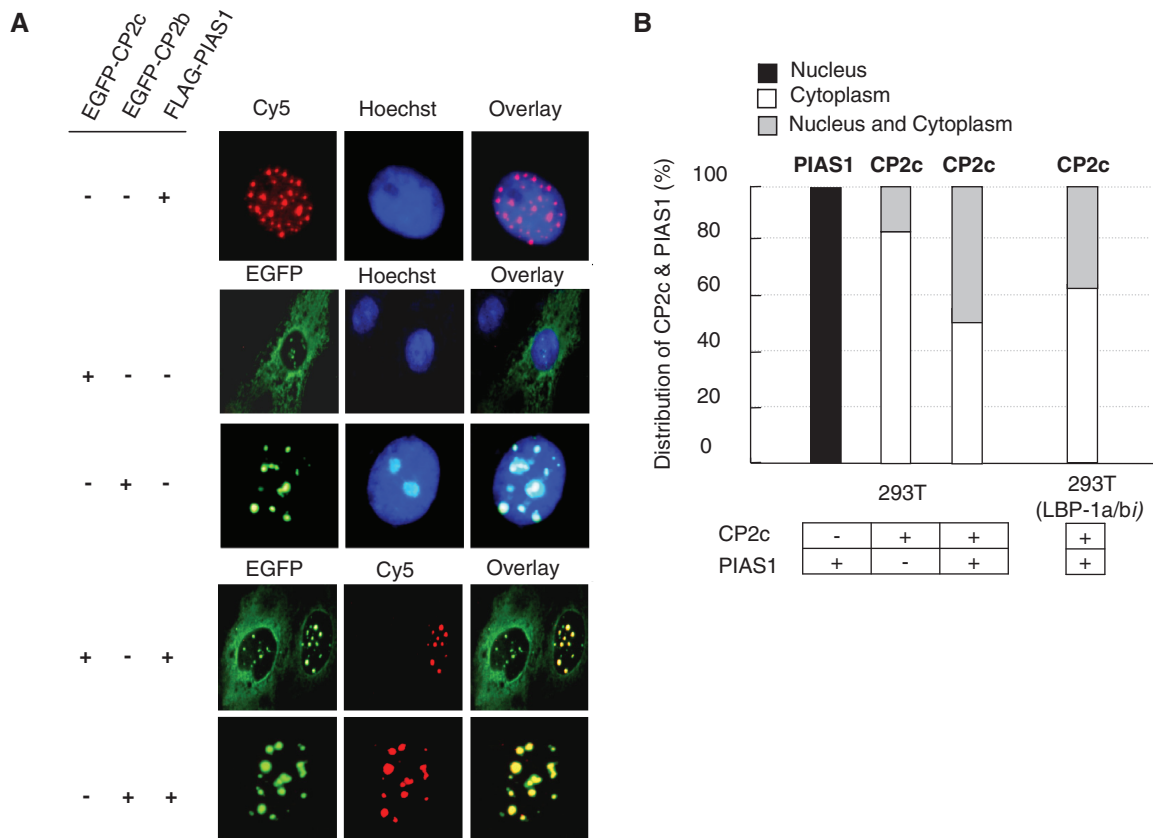 A
EGFP-CP2c
EGFP-CP2b
FLAG-PIAS1
Cy5 Hoechst Overlay
- - +
EGFP Hoechst Overlay
+ - -
- + -
EGFP Cy5 Overlay
+ - +
- + +
B
Nucleus
Cytoplasm
Nucleus and Cytoplasm
PIAS1 CP2c CP2c CP2c
Distribution of CP2c & PIAS1 (%)
100
80
60
40
20
0
293T
293T
(LBP-1a/bi)
CP2c - + + +
PIAS1 + - + +